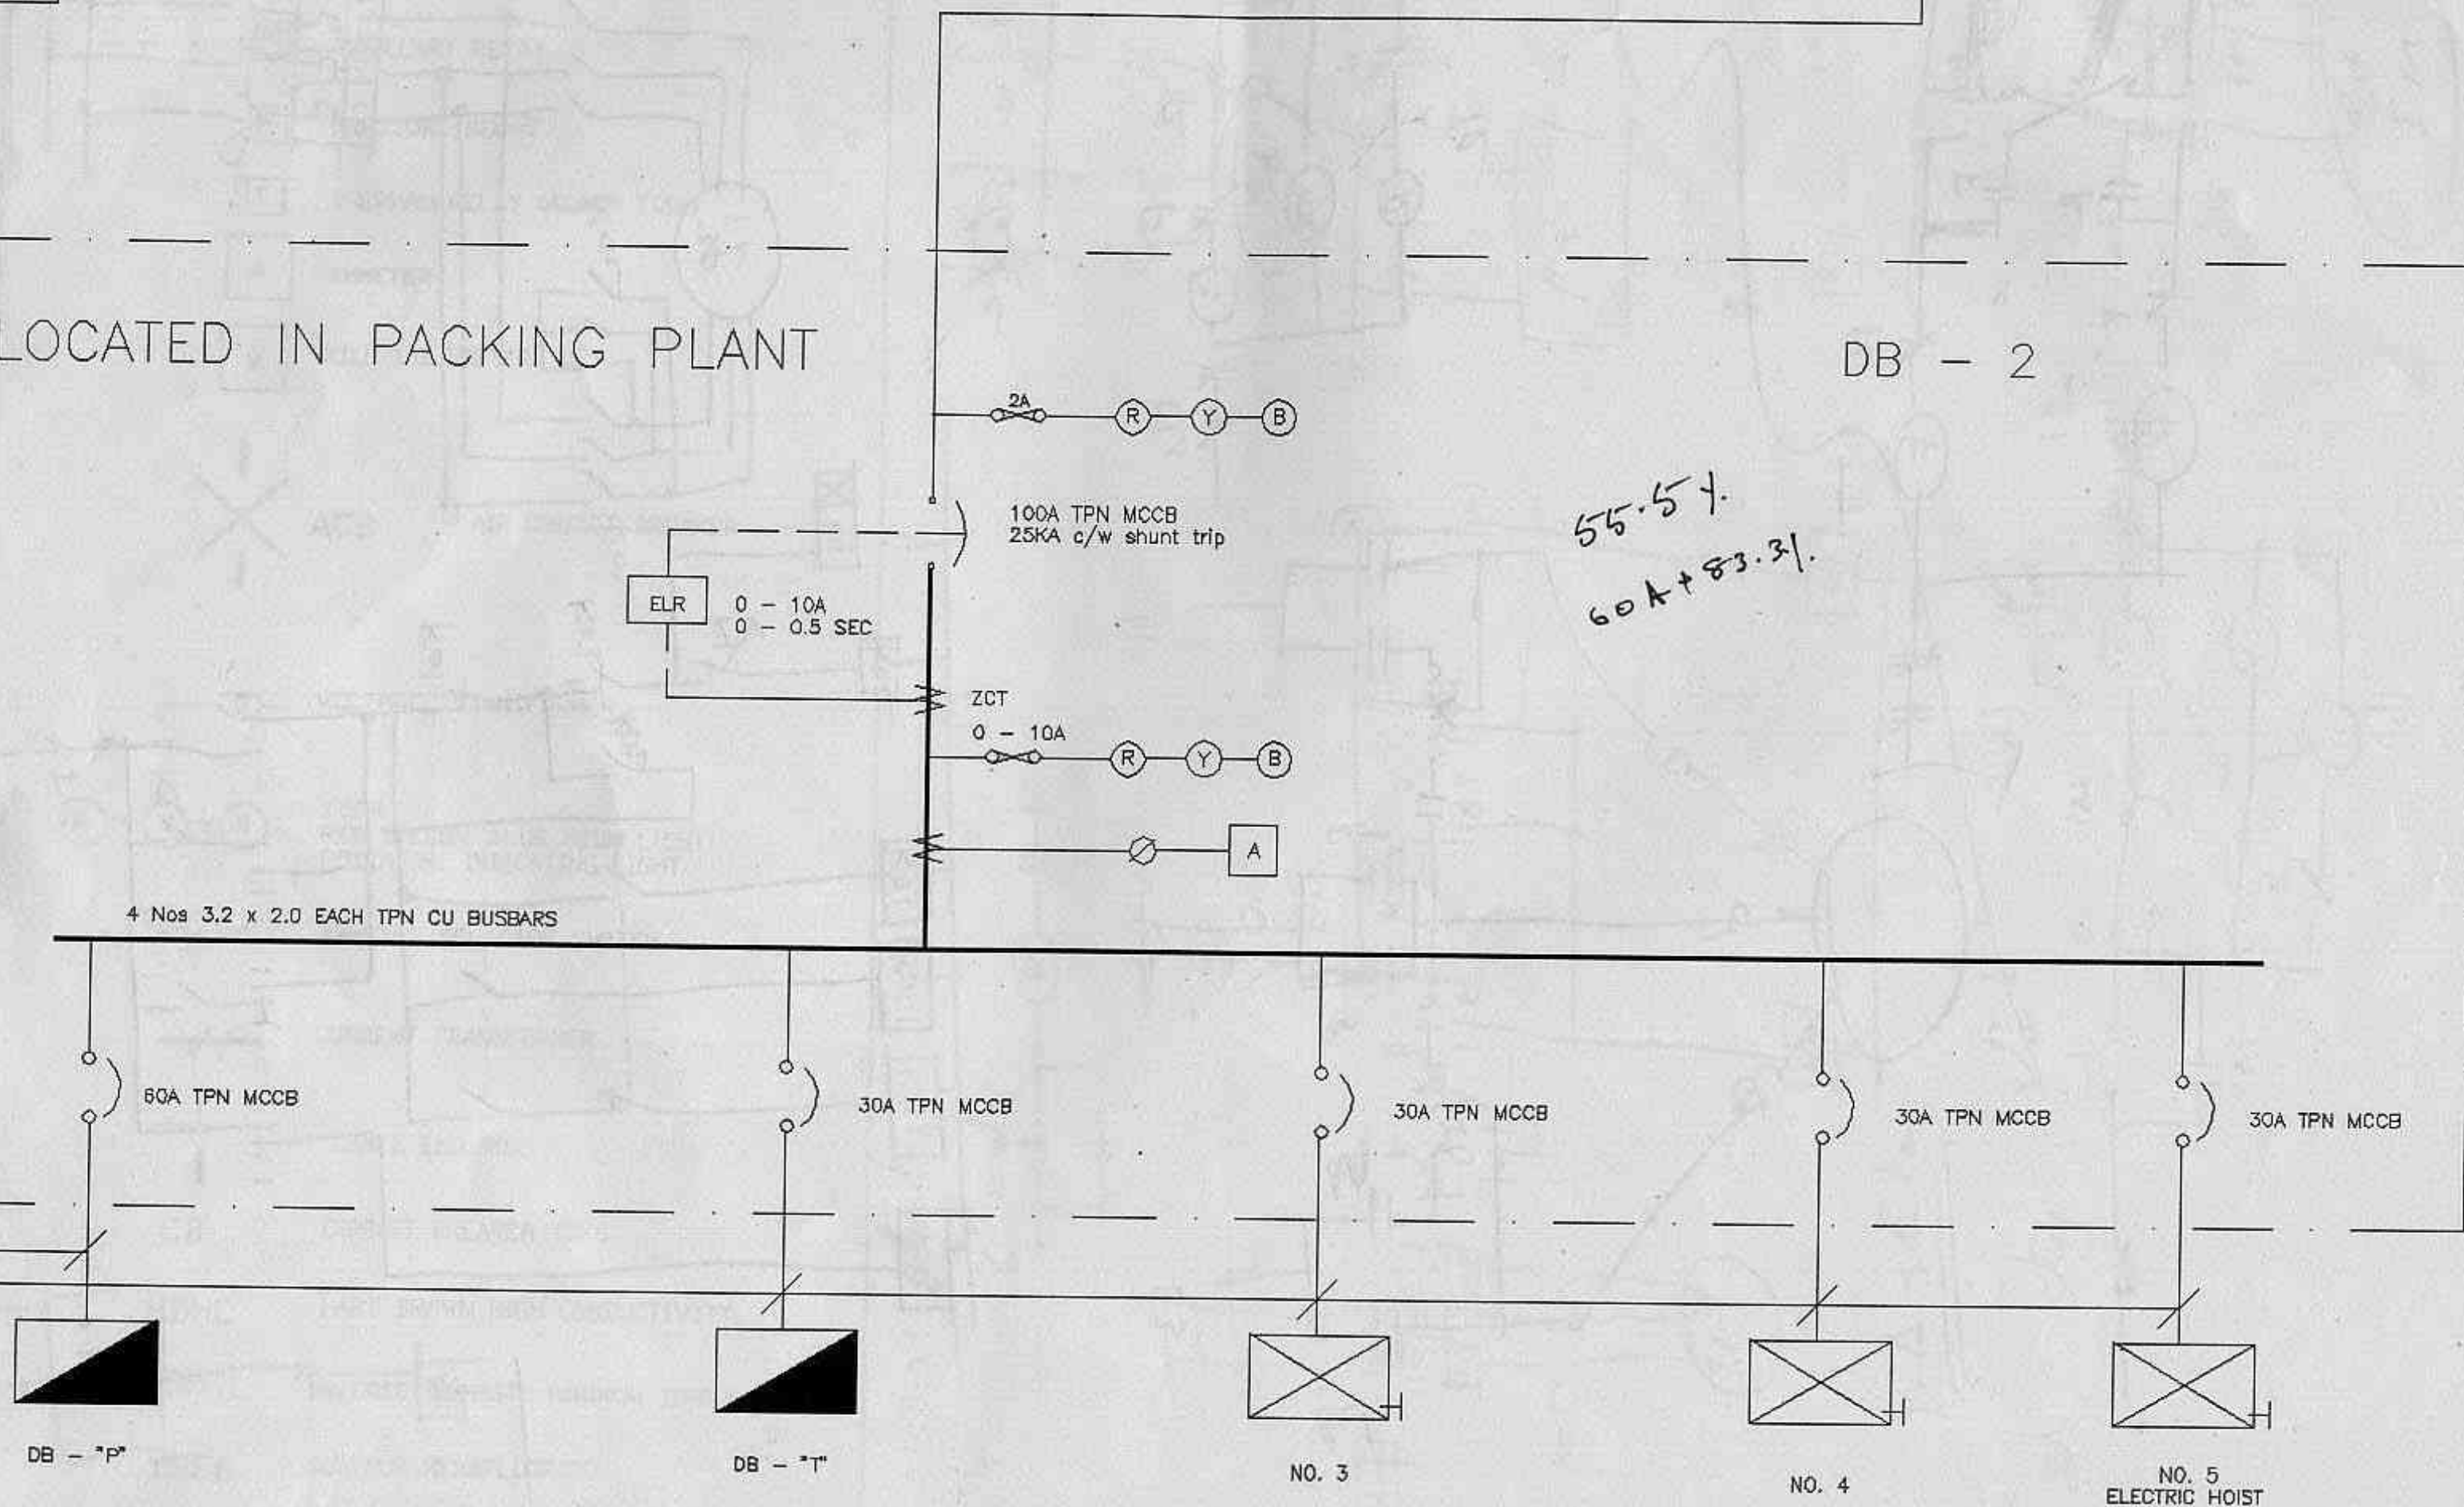 LOCATED IN PACKING PLANT
DB - 2
2A
R Y B
100A TPN MCCB
25KA c/w shunt trip
55.5 %.
60A + 83.3%.
ELR
0 - 10A
0 - 0.5 SEC
ZCT
0 - 10A
R Y B
A
4 Nos 3.2 x 2.0 EACH TPN CU BUSBARS
60A TPN MCCB
30A TPN MCCB
30A TPN MCCB
30A TPN MCCB
30A TPN MCCB
DB - "P"
DB - "T"
NO. 3
NO. 4
NO. 5
ELECTRIC HOIST